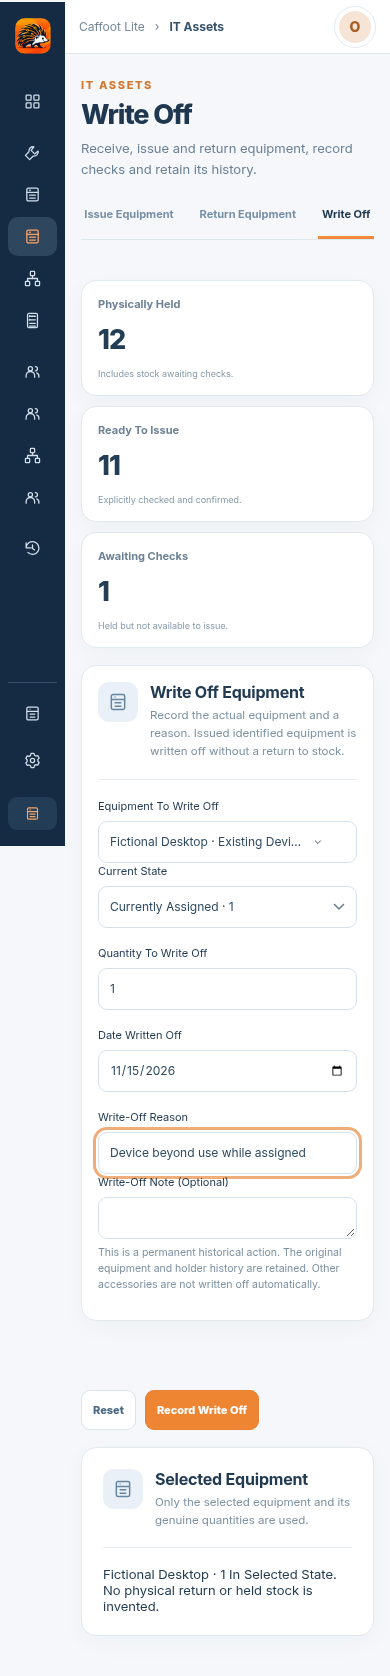 Caffoot Lite › IT Assets
O
IT ASSETS
Write Off
Receive, issue and return equipment, record
checks and retain its history.
Issue Equipment Return Equipment Write Off
Physically Held
12
Includes stock awaiting checks.
Ready To Issue
11
Explicitly checked and confirmed.
Awaiting Checks
1
Held but not available to issue.
Write Off Equipment
Record the actual equipment and a
reason. Issued identified equipment is
written off without a return to stock.
Equipment To Write Off
Fictional Desktop · Existing Devi...
Current State
Currently Assigned · 1
Quantity To Write Off
1
Date Written Off
11/15/2026
Write-Off Reason
Device beyond use while assigned
Write-Off Note (Optional)
This is a permanent historical action. The original
equipment and holder history are retained. Other
accessories are not written off automatically.
Reset Record Write Off
Selected Equipment
Only the selected equipment and its
genuine quantities are used.
Fictional Desktop · 1 In Selected State.
No physical return or held stock is
invented.